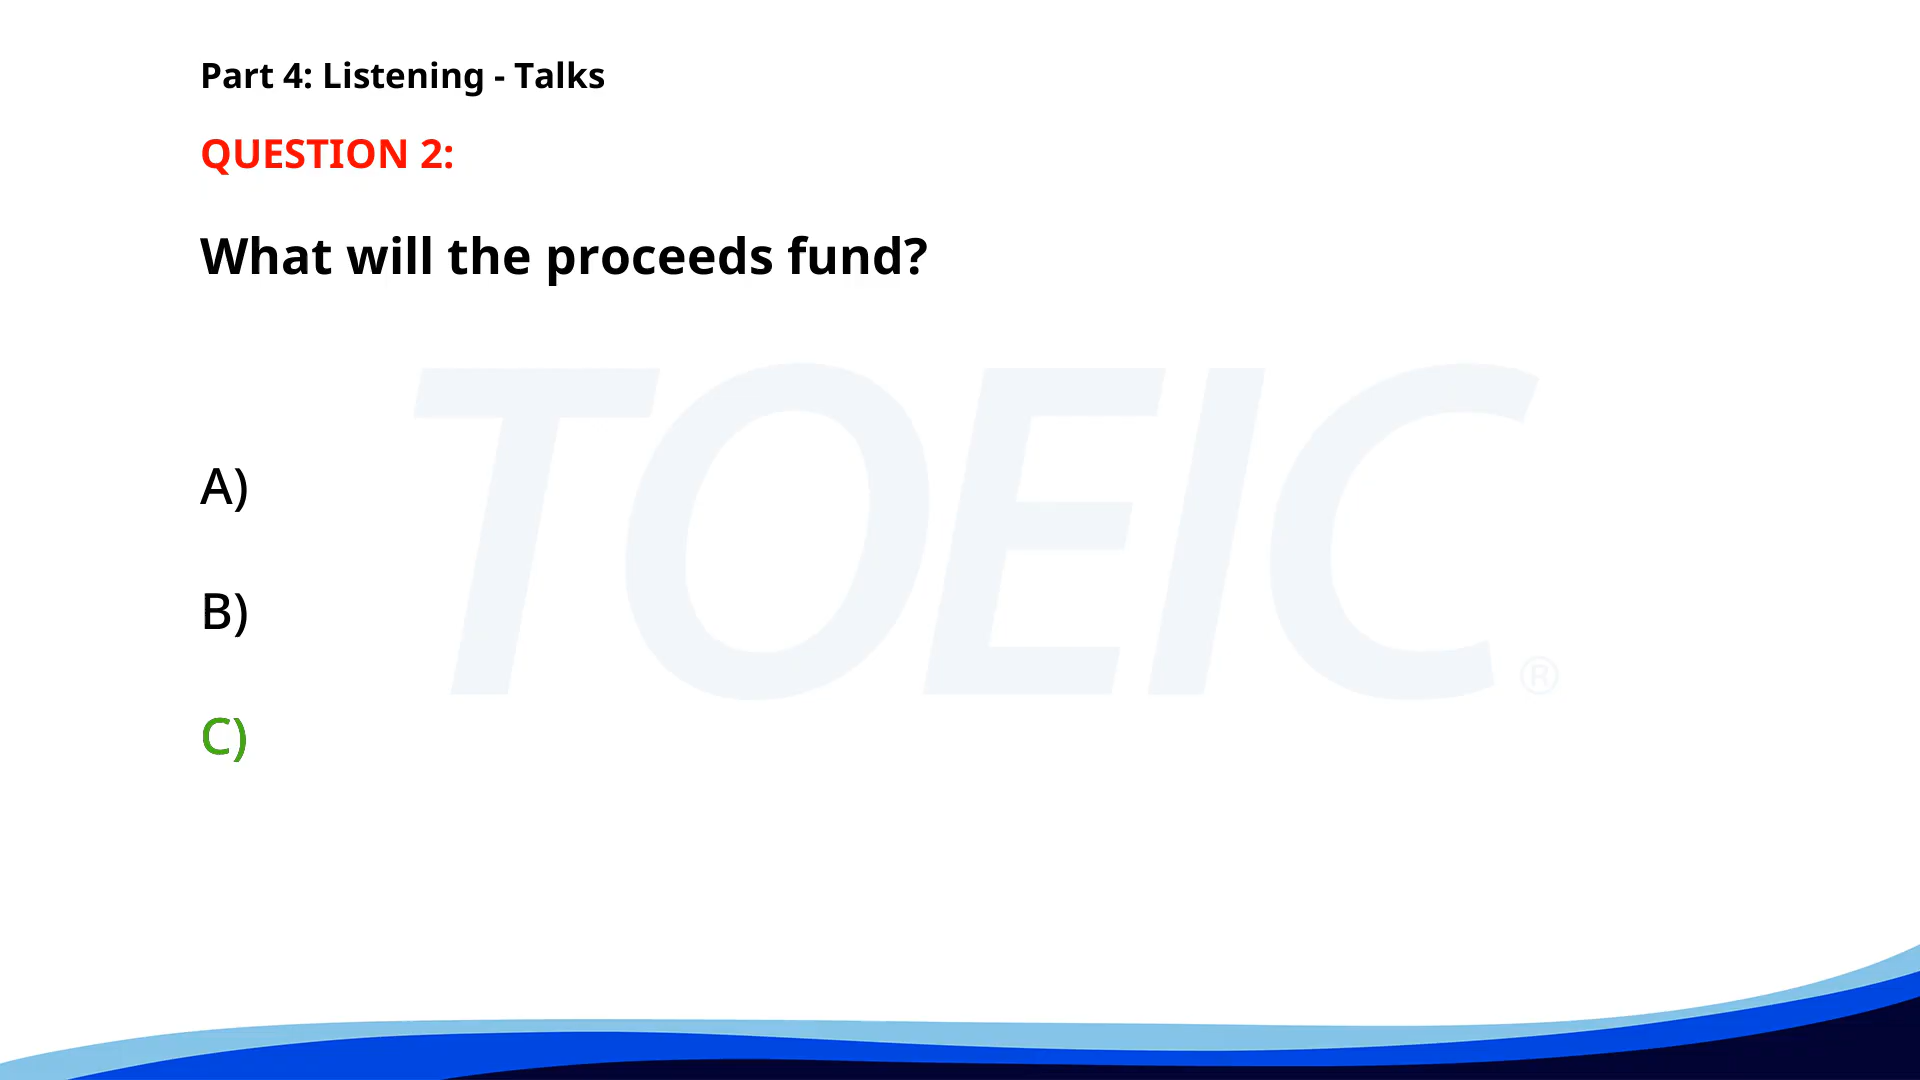 Part 4: Listening - Talks
QUESTION 2:
What will the proceeds fund?
TOEIC®
A)
B)
C)